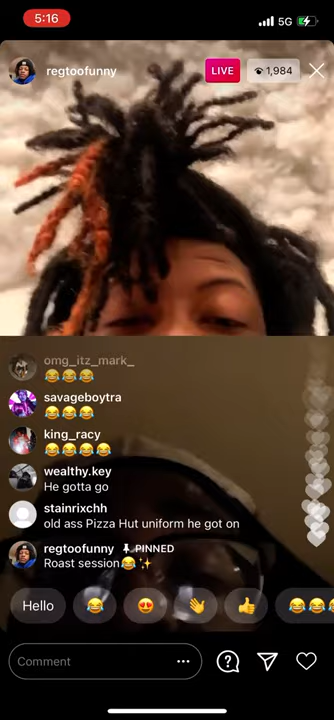 5:16
5G
regtoofunny
LIVE
1,984
omg_itz_mark_
😂😂😂
savageboytra
😂😂😂
king_racy
😂😂😂😂
wealthy.key
He gotta go
stainrixchh
old ass Pizza Hut uniform he got on
regtoofunny PINNED
Roast session😂✨
Hello 😂 😍 👋 👍 😂😂😂
Comment